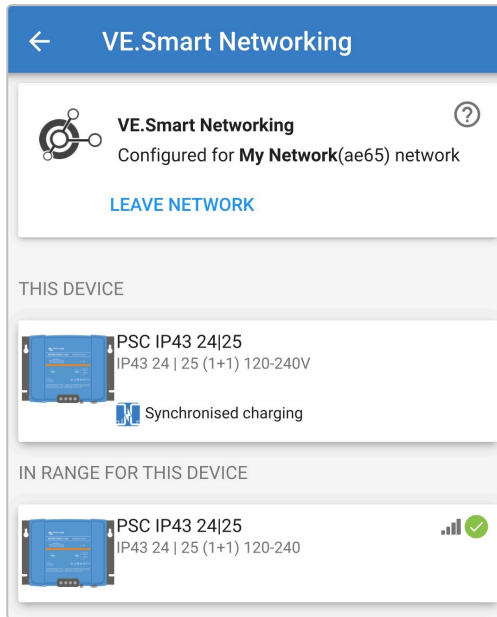 VE.Smart Networking
VE.Smart Networking
Configured for My Network(ae65) network
LEAVE NETWORK
THIS DEVICE
PSC IP43 24|25
IP43 24 | 25 (1+1) 120-240V
Synchronised charging
IN RANGE FOR THIS DEVICE
PSC IP43 24|25
IP43 24 | 25 (1+1) 120-240